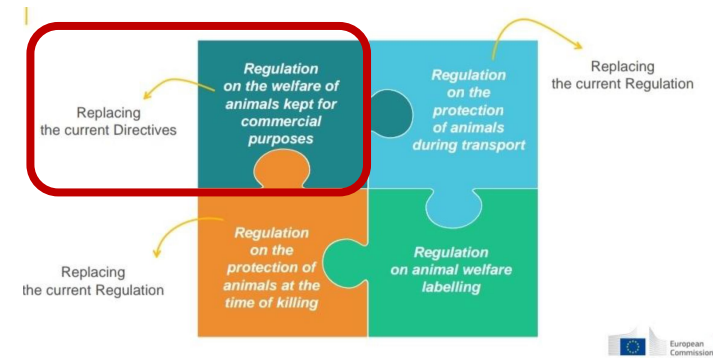 Regulation
on the welfare of
animals kept for
commercial
purposes
Replacing
the current Directives
Regulation
on the
protection
of animals
during transport
Replacing
the current Regulation
Regulation
on the
protection of
animals at the
time of killing
Replacing
the current Regulation
Regulation
on animal welfare
labelling
European
Commission